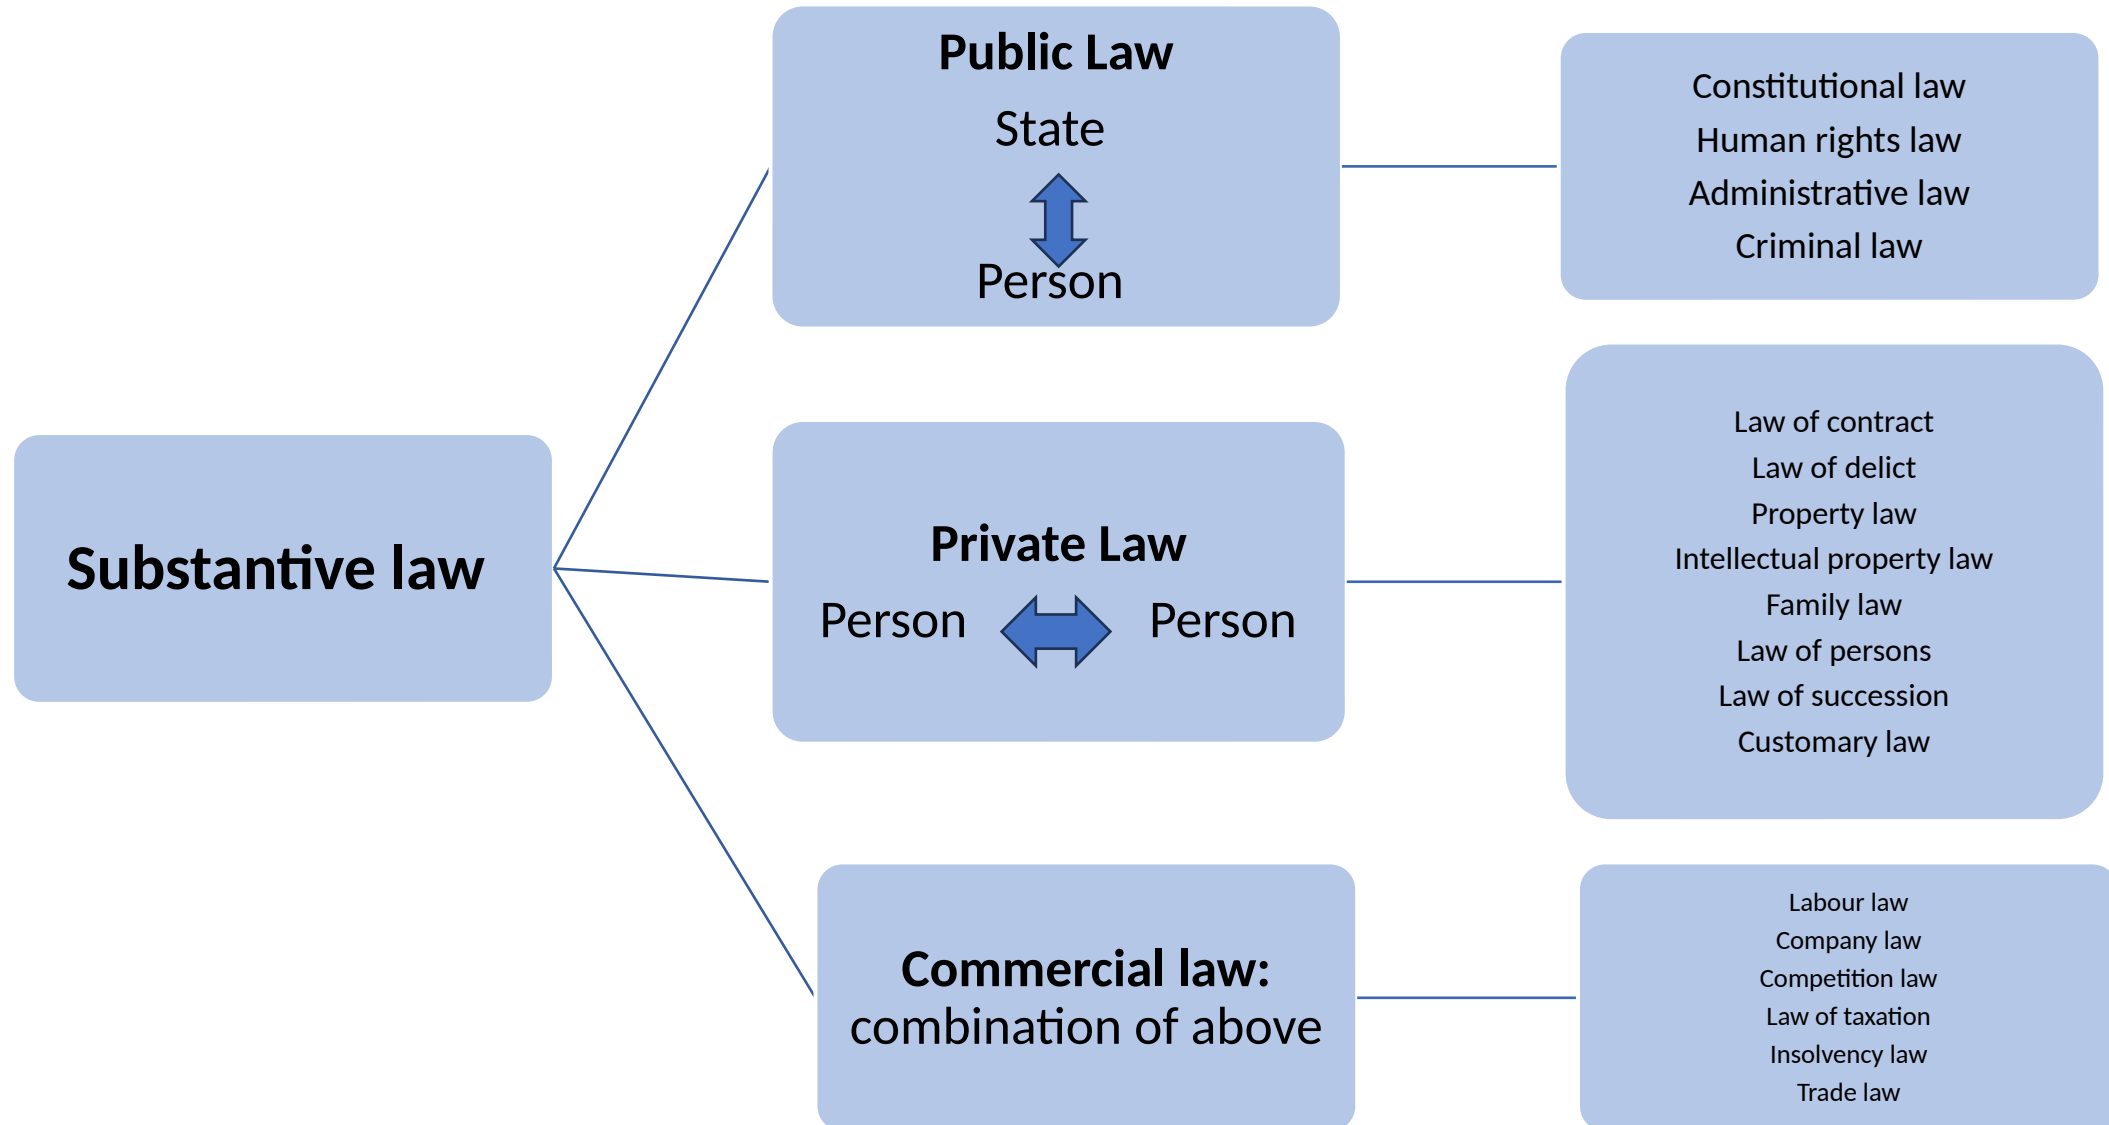 Substantive law
Public Law
State
Person
Constitutional law
Human rights law
Administrative law
Criminal law
Private Law
Person Person
Law of contract
Law of delict
Property law
Intellectual property law
Family law
Law of persons
Law of succession
Customary law
Commercial law:
combination of above
Labour law
Company law
Competition law
Law of taxation
Insolvency law
Trade law